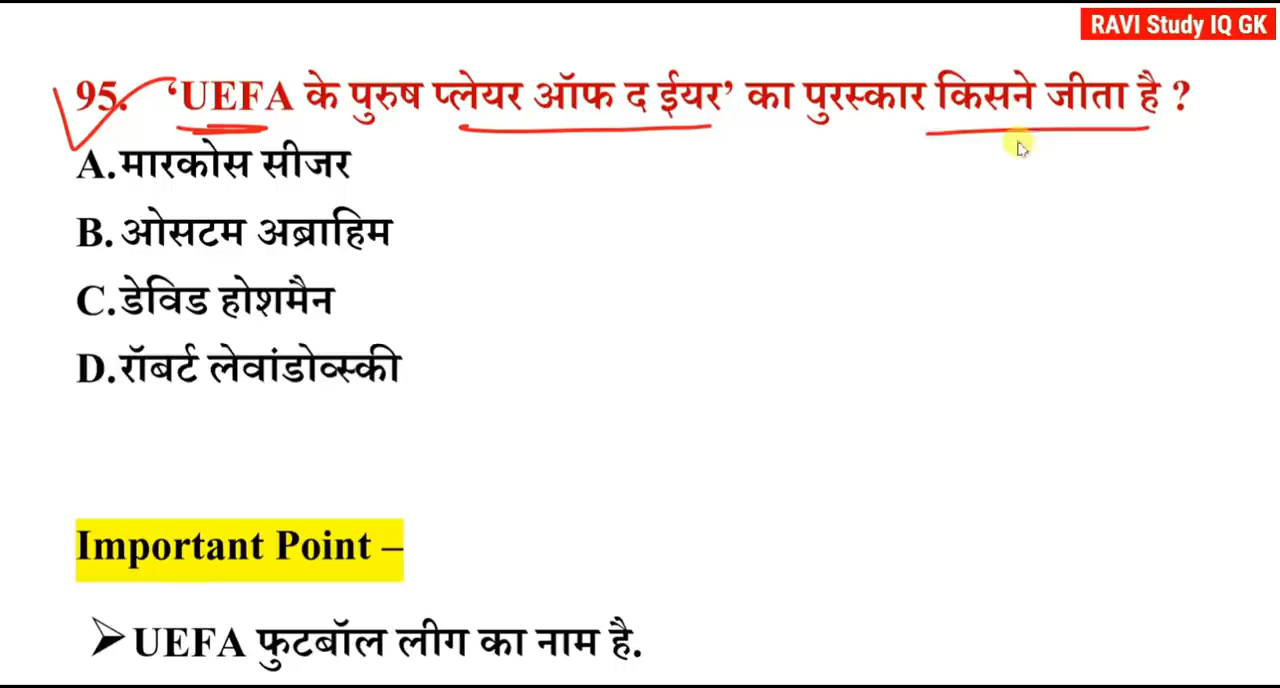 RAVI Study IQ GK
95. ‘UEFA के पुरुष प्लेयर ऑफ द ईयर’ का पुरस्कार किसने जीता है ?
A.मारकोस सीजर
B.ओसटम अब्राहिम
C.डेविड होशमैन
D.रॉबर्ट लेवांडोव्स्की
Important Point –
➢UEFA फुटबॉल लीग का नाम है.